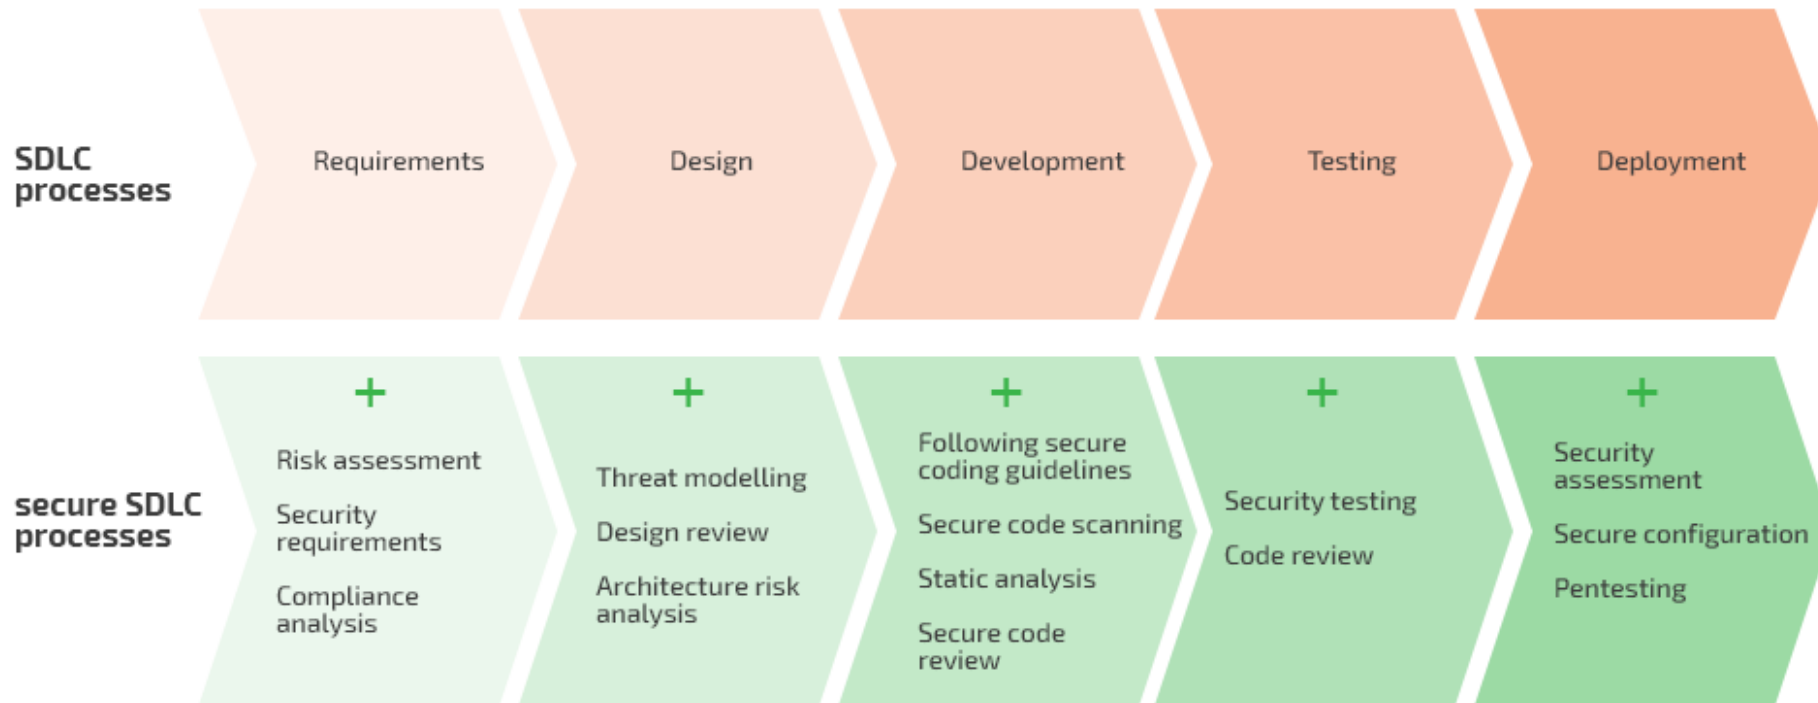 SDLC
processes
Requirements
Design
Development
Testing
Deployment
secure SDLC
processes
+
Risk assessment
Security
requirements
Compliance
analysis
+
Threat modelling
Design review
Architecture risk
analysis
+
Following secure
coding guidelines
Secure code scanning
Static analysis
Secure code
review
+
Security testing
Code review
+
Security
assessment
Secure configuration
Pentesting